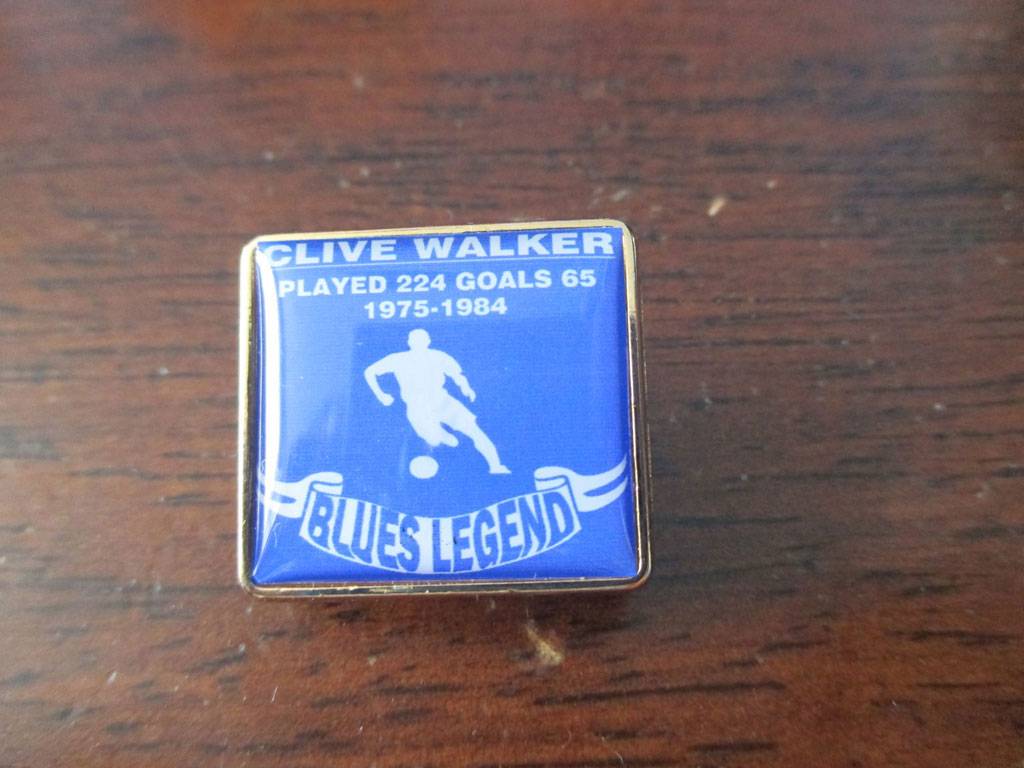 CLIVE WALKER
PLAYED 224 GOALS 65
1975-1984
BLUES LEGEND